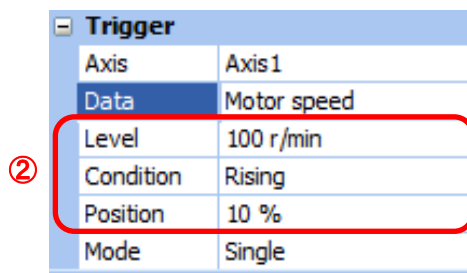 Trigger
Axis Axis1
Data Motor speed
Level 100 r/min
② Condition Rising
Position 10 %
Mode Single